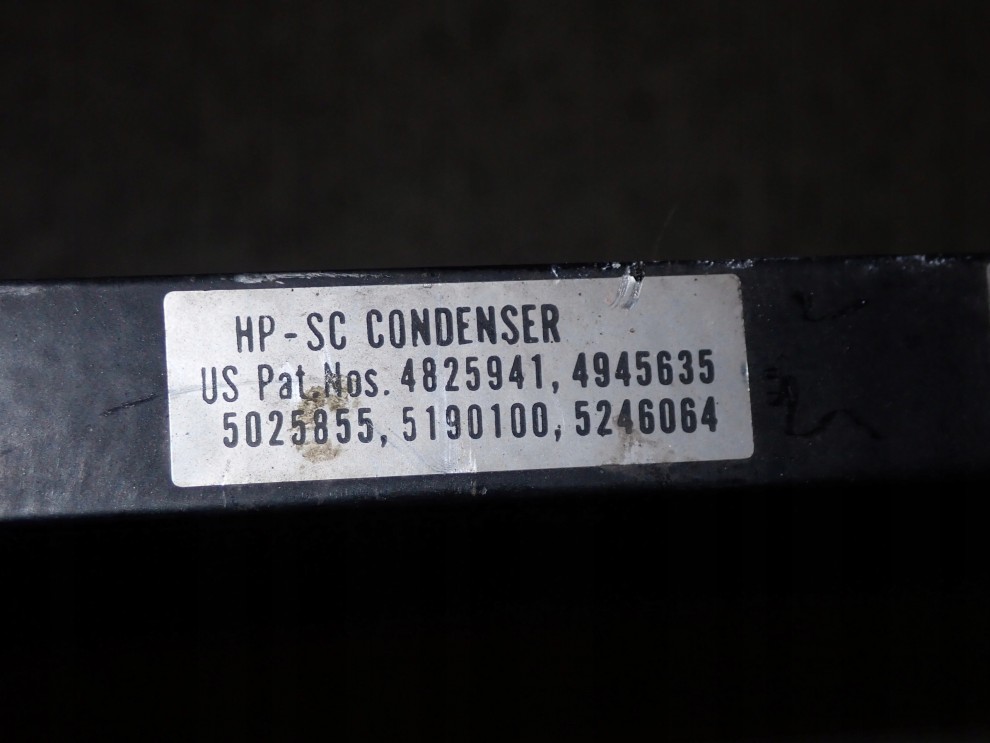 HP-SC CONDENSER
US Pat. Nos. 4825941, 4945635
5025855, 5190100, 5246064